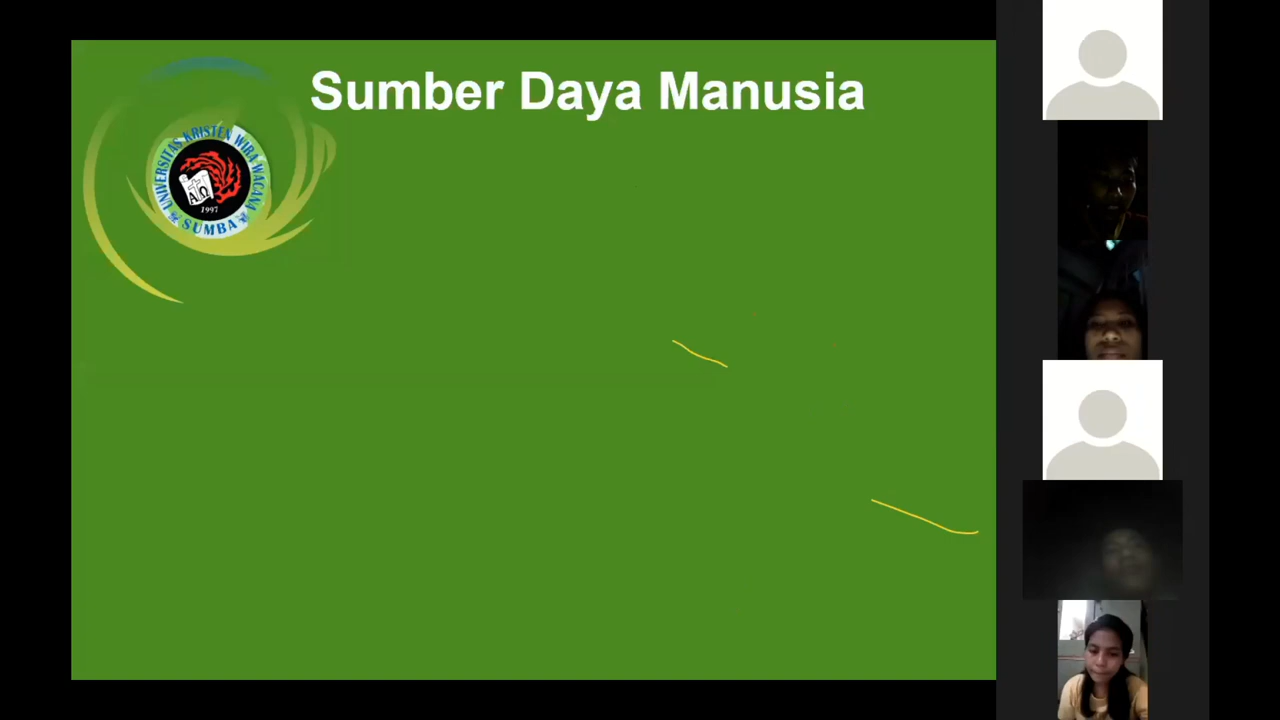 Sumber Daya Manusia
UNIVERSITAS KRISTEN WIRA WACANA
Α Ω
1997
SUMBA